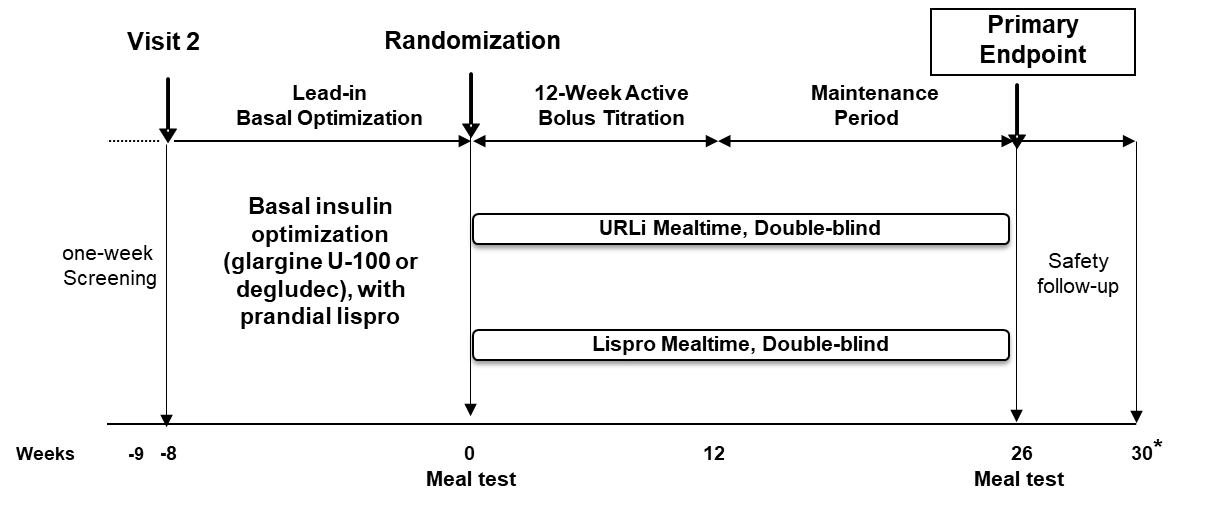 Visit 2
Randomization
Primary
Endpoint
Lead-in
Basal Optimization
12-Week Active
Bolus Titration
Maintenance
Period
one-week
Screening
Basal insulin
optimization
(glargine U-100 or
degludec), with
prandial lispro
URLi Mealtime, Double-blind
Lispro Mealtime, Double-blind
Safety
follow-up
Weeks -9 -8 0 12 26 30*
Meal test Meal test